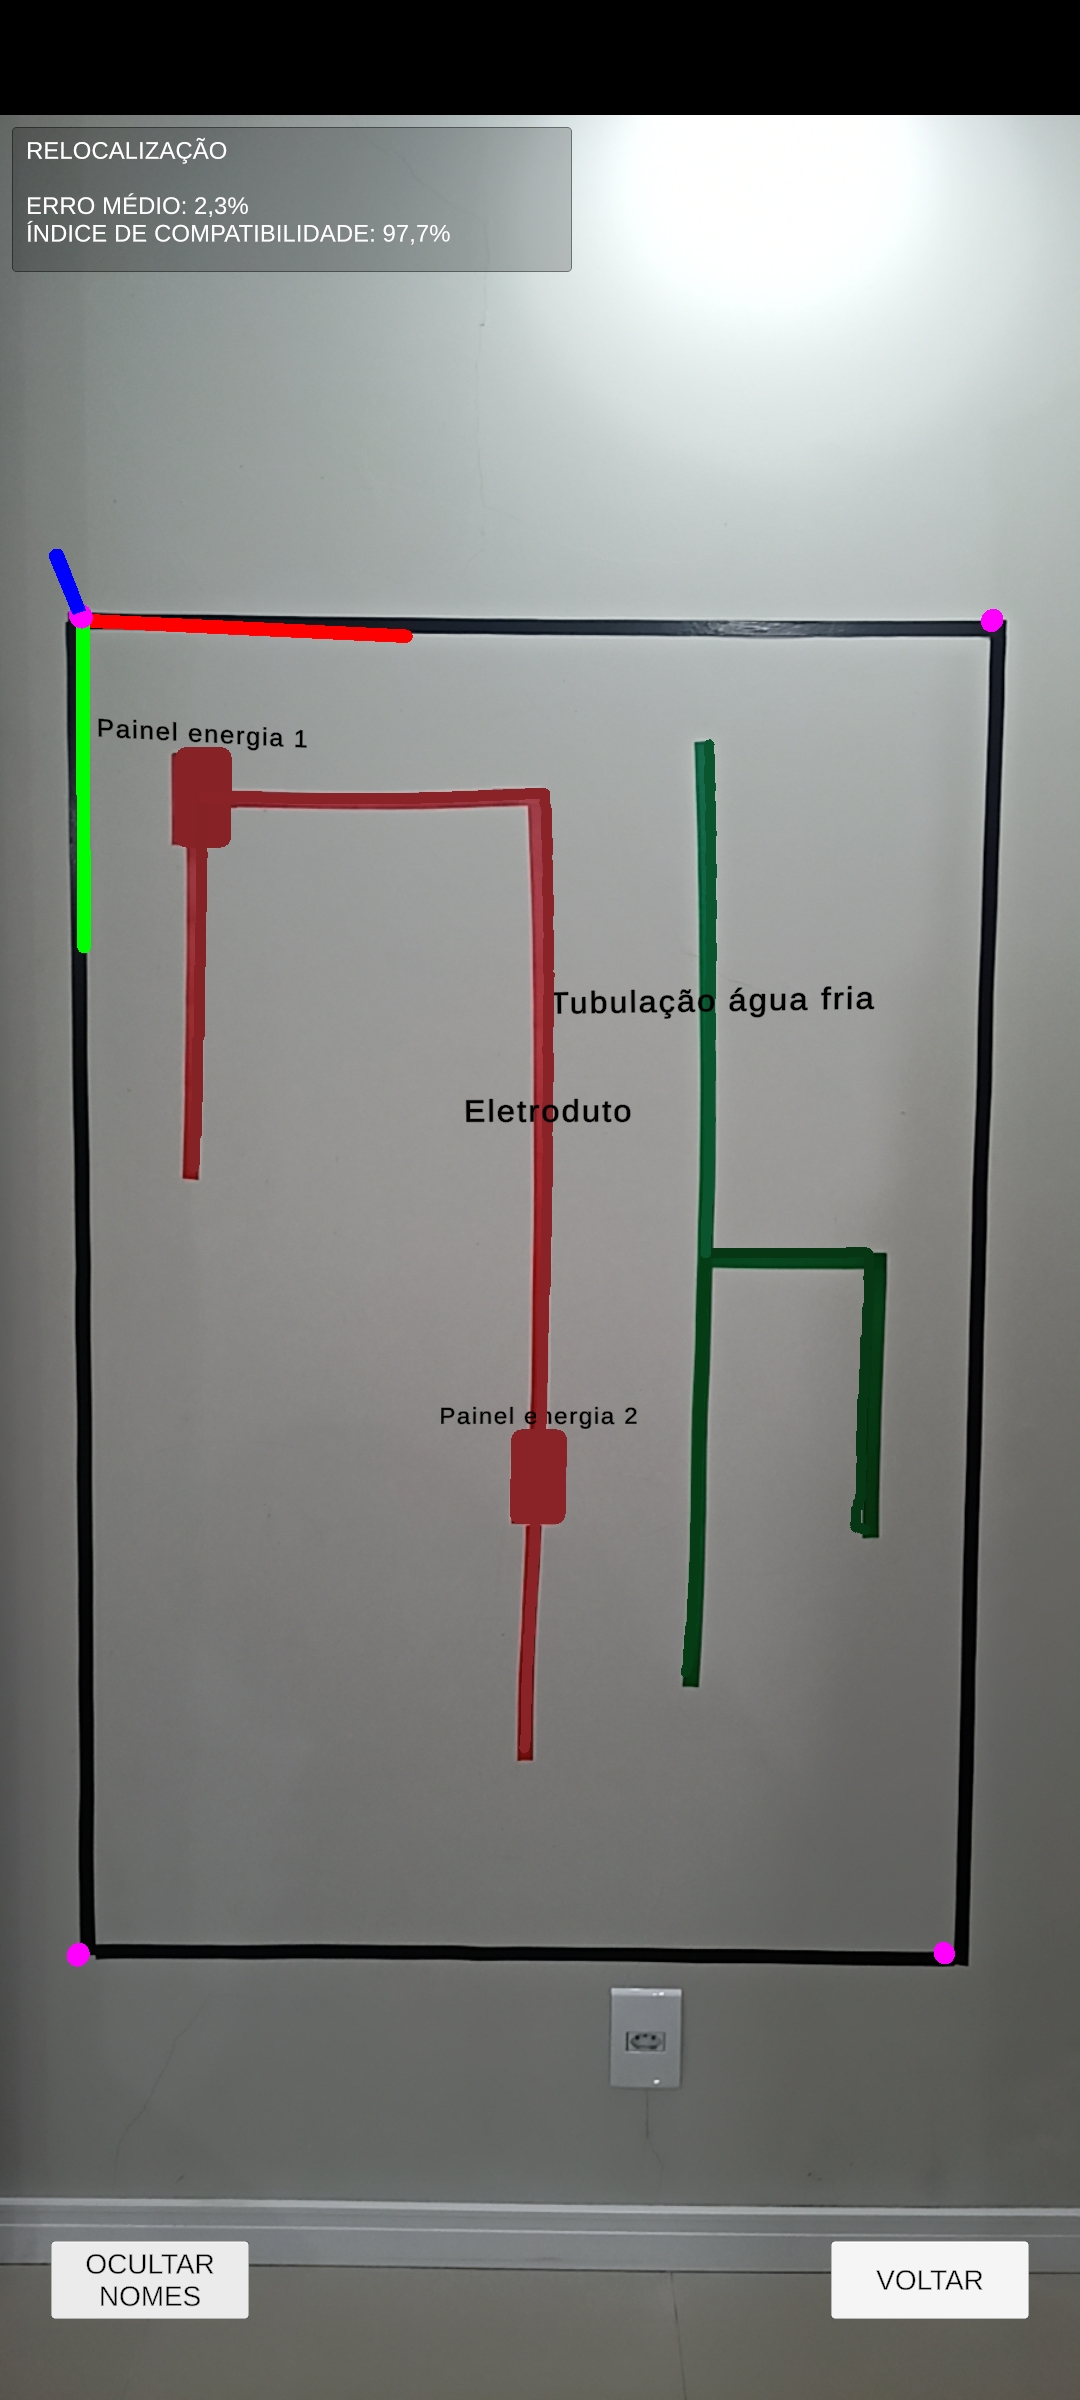 RELOCALIZAÇÃO
ERRO MÉDIO: 2,3%
ÍNDICE DE COMPATIBILIDADE: 97,7%
Painel energia 1
Tubulação água fria
Eletroduto
Painel energia 2
OCULTAR
NOMES
VOLTAR